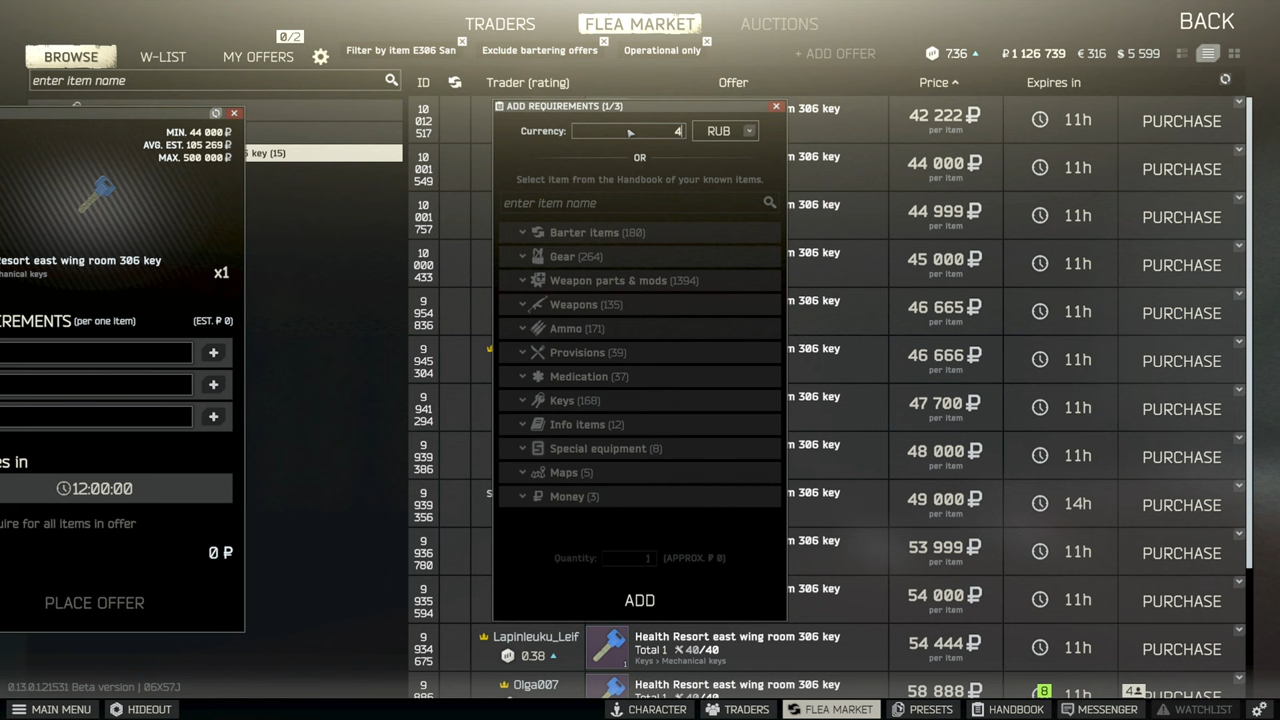 TRADERS
FLEA MARKET
AUCTIONS
BACK
0/2
BROWSE
W-LIST
MY OFFERS
Filter by item E306 San
Exclude bartering offers
Operational only
+ ADD OFFER
7.36
₽ 1 126 739
€ 316
$ 5 599
enter item name
ID
Trader (rating)
Offer
Price
Expires in
MIN. 44 000 ₽
AVG. EST. 105 269 ₽
MAX. 500 000 ₽
key (15)
Resort east wing room 306 key
x1
hanical keys
REMENTS (per one item)
(EST. ₽ 0)
es in
12:00:00
uire for all items in offer
0 ₽
PLACE OFFER
ADD REQUIREMENTS (1/3)
Currency:
4
RUB
OR
Select item from the Handbook of your known items.
enter item name
Barter items (180)
Gear (264)
Weapon parts & mods (1394)
Weapons (135)
Ammo (171)
Provisions (39)
Medication (37)
Keys (168)
Info items (12)
Special equipment (8)
Maps (5)
Money (3)
Quantity:
1
(APPROX. ₽ 0)
ADD
10 012 517
m 306 key
42 222 ₽
per item
11h
PURCHASE
10 001 549
m 306 key
44 000 ₽
per item
11h
PURCHASE
10 001 757
m 306 key
44 999 ₽
per item
11h
PURCHASE
10 000 433
m 306 key
45 000 ₽
per item
11h
PURCHASE
9 954 836
m 306 key
46 665 ₽
per item
11h
PURCHASE
9 945 304
m 306 key
46 666 ₽
per item
11h
PURCHASE
9 941 294
m 306 key
47 700 ₽
per item
11h
PURCHASE
9 939 386
m 306 key
48 000 ₽
per item
11h
PURCHASE
9 939 356
S
m 306 key
49 000 ₽
per item
14h
PURCHASE
9 936 780
m 306 key
53 999 ₽
per item
11h
PURCHASE
9 935 594
m 306 key
54 000 ₽
per item
11h
PURCHASE
9 934 675
Lapinleuku_Leif
0.38
1
Health Resort east wing room 306 key
Total 1 40/40
Keys > Mechanical keys
54 444 ₽
per item
11h
PURCHASE
9
Olga007
Health Resort east wing room 306 key
58 888 ₽
11h
PURCHASE
0.13.0.1.21531 Beta version | 06X57J
8
4
MAIN MENU
HIDEOUT
CHARACTER
TRADERS
FLEA MARKET
PRESETS
HANDBOOK
MESSENGER
WATCHLIST